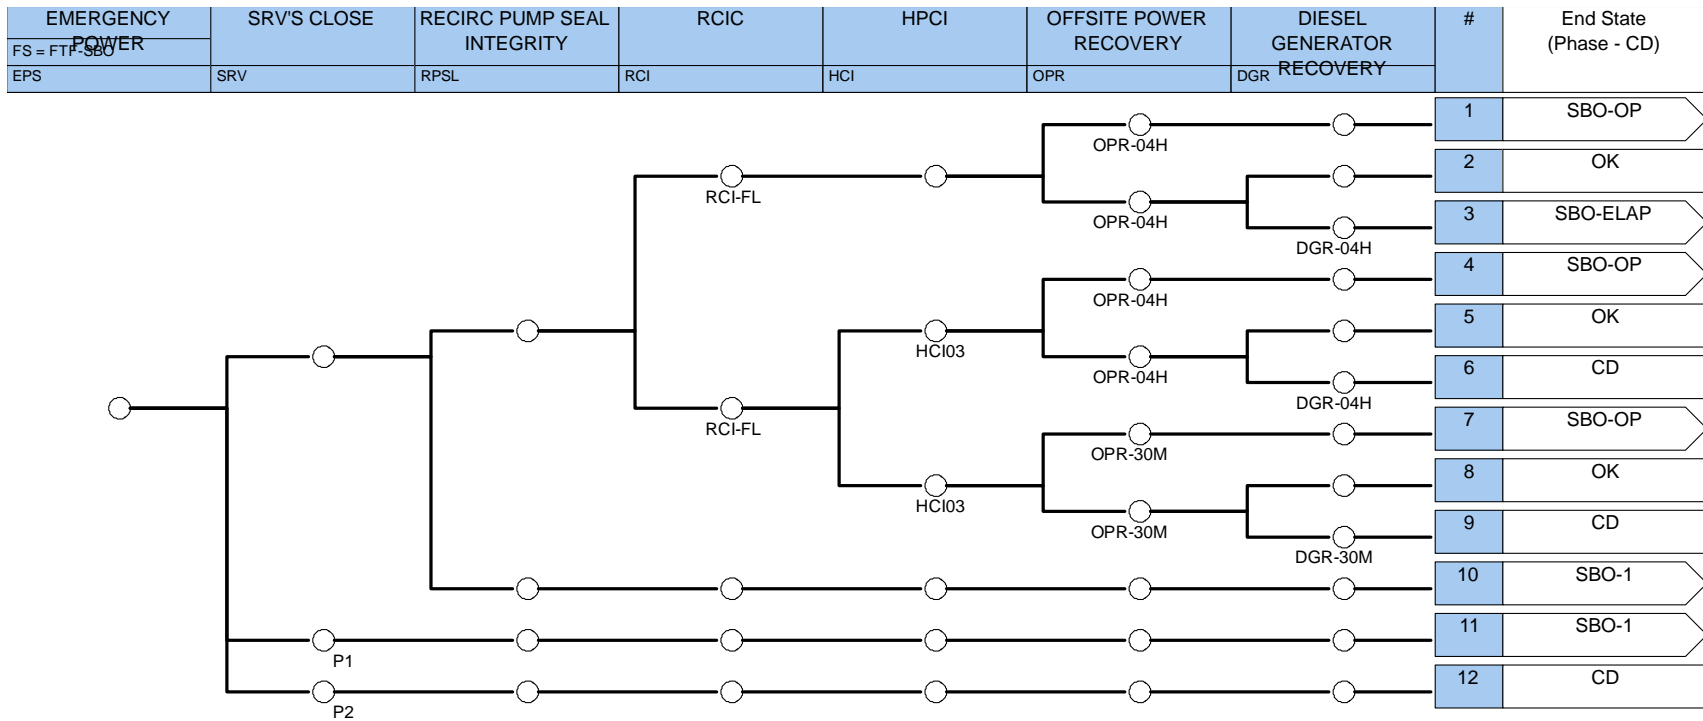 EMERGENCY
POWER
FS = FTF-SBO
EPS
SRV'S CLOSE
SRV
RECIRC PUMP SEAL
INTEGRITY
RPSL
RCIC
RCI
HPCI
HCI
OFFSITE POWER
RECOVERY
OPR
DIESEL
GENERATOR
RECOVERY
DGR
#
End State
(Phase - CD)
1 SBO-OP
OPR-04H
2 OK
RCI-FL
OPR-04H
3 SBO-ELAP
DGR-04H
4 SBO-OP
OPR-04H
5 OK
HCI03
OPR-04H
6 CD
DGR-04H
RCI-FL
7 SBO-OP
OPR-30M
8 OK
HCI03
OPR-30M
9 CD
DGR-30M
10 SBO-1
11 SBO-1
P1
12 CD
P2